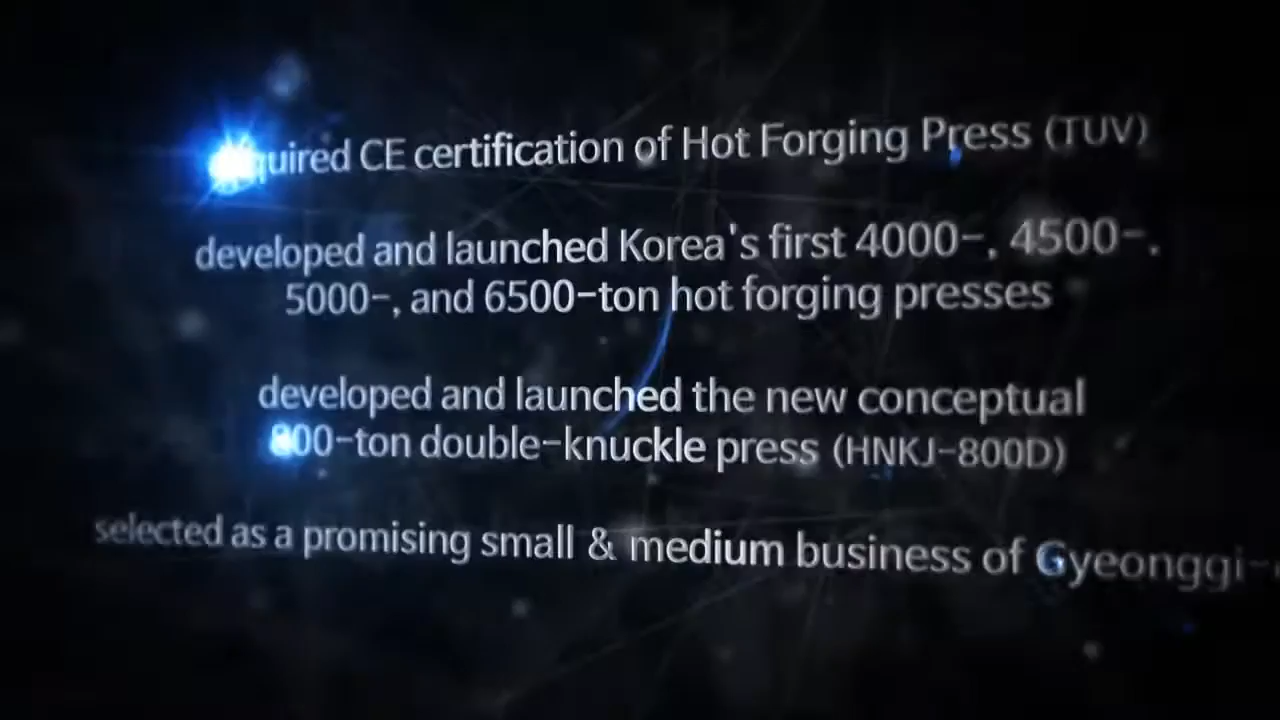 quired CE certification of Hot Forging Press (TUV)
developed and launched Korea's first 4000-, 4500-,
5000-, and 6500-ton hot forging presses
developed and launched the new conceptual
800-ton double-knuckle press (HNKJ-800D)
selected as a promising small & medium business of Gyeonggi-